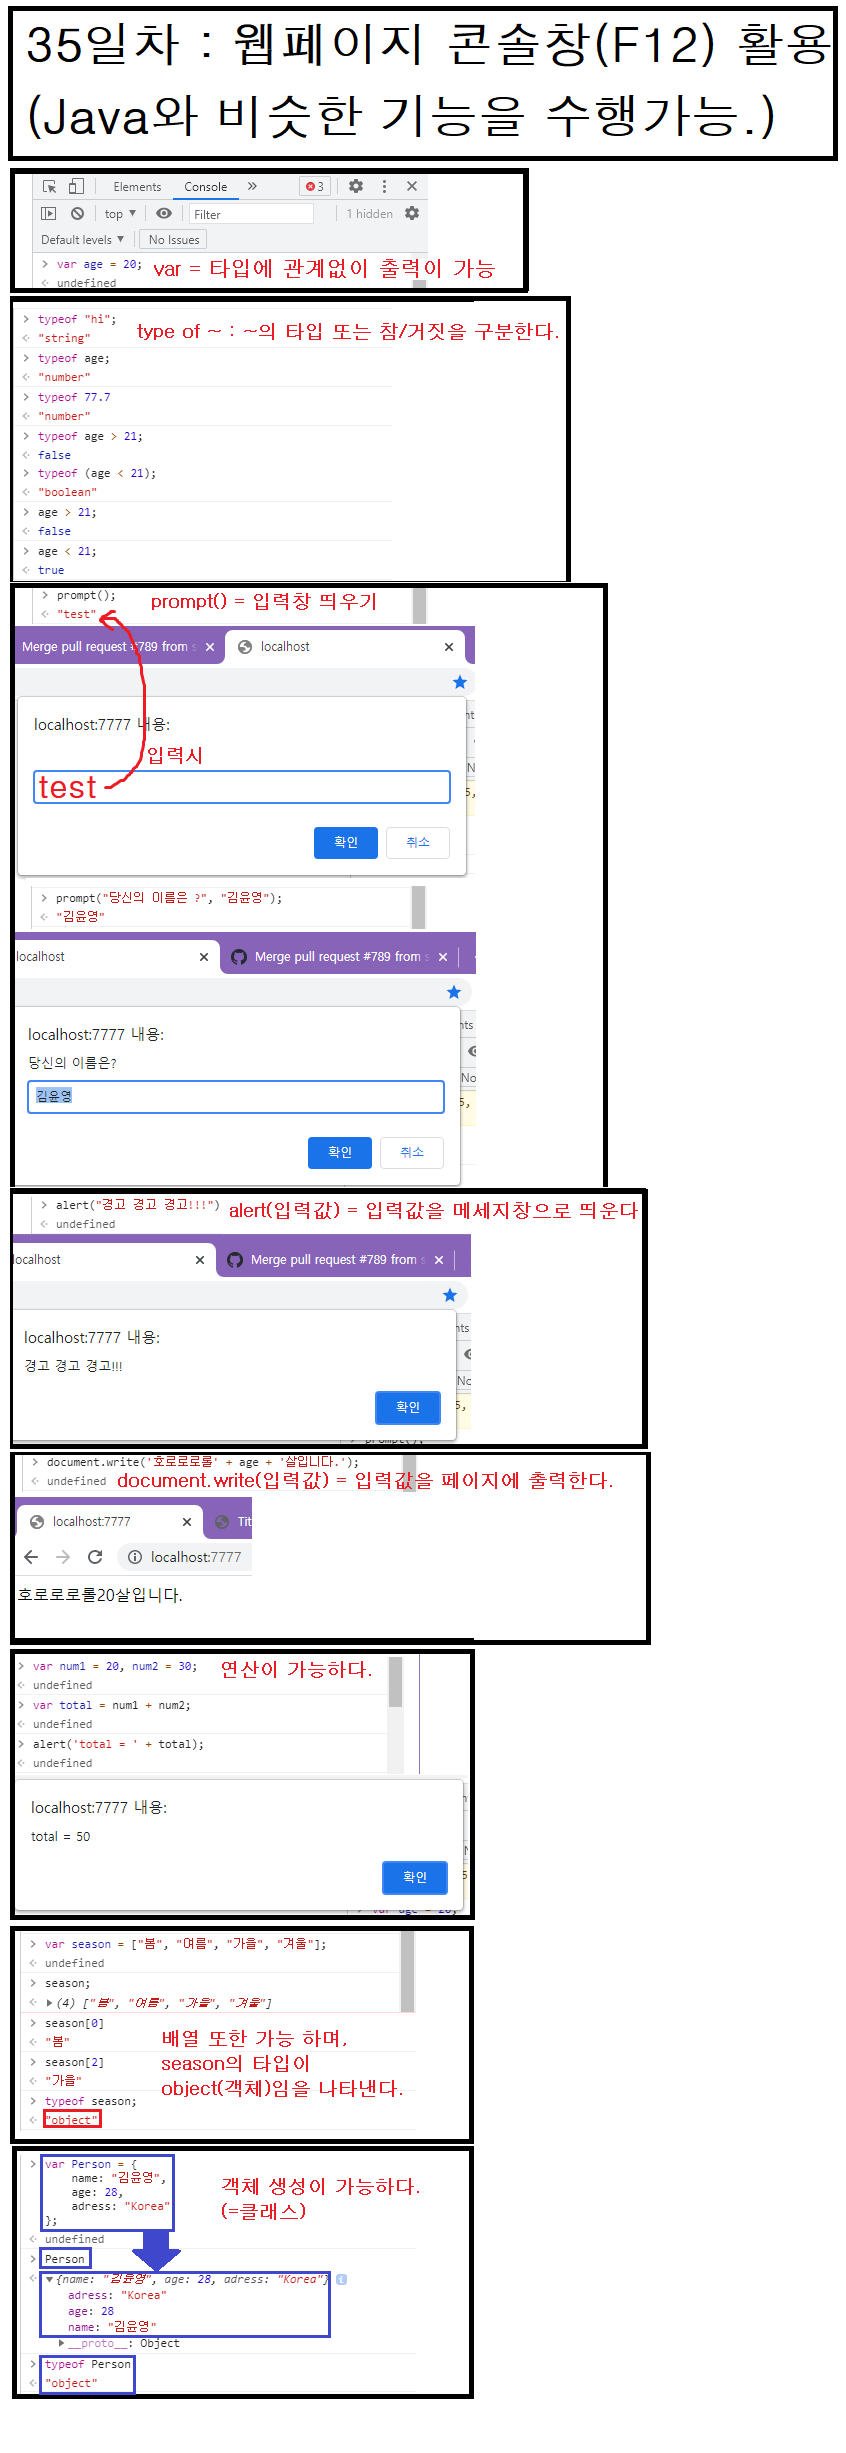 35일차 : 웹페이지 콘솔창(F12) 활용
(Java와 비슷한 기능을 수행가능.)
Elements Console » 3
top ▼ Filter 1 hidden
Default levels ▼ No Issues
> var age = 20; var = 타입에 관계없이 출력이 가능
< undefined
> typeof "hi";
< "string" type of ~ : ~의 타입 또는 참/거짓을 구분한다.
> typeof age;
< "number"
> typeof 77.7
< "number"
> typeof age > 21;
< false
> typeof (age < 21);
< "boolean"
> age > 21;
< false
> age < 21;
< true
> prompt(); prompt() = 입력창 띄우기
< "test"
Merge pull request #789 from s × localhost ×
localhost:7777 내용:
입력시
test
확인 취소
> prompt("당신의 이름은 ?", "김윤영");
< "김윤영"
localhost × Merge pull request #789 from s ×
localhost:7777 내용:
당신의 이름은?
김윤영
확인 취소
> alert("경고 경고 경고!!!") alert(입력값) = 입력값을 메세지창으로 띄운다
< undefined
localhost × Merge pull request #789 from s ×
localhost:7777 내용:
경고 경고 경고!!!
확인
> document.write('호로로로롤' + age + '살입니다.');
< undefined document.write(입력값) = 입력값을 페이지에 출력한다.
localhost:7777 × Tit
localhost:7777
호로로로롤20살입니다.
> var num1 = 20, num2 = 30; 연산이 가능하다.
< undefined
> var total = num1 + num2;
< undefined
> alert('total = ' + total);
< undefined
localhost:7777 내용:
total = 50
확인
> var season = ["봄", "여름", "가을", "겨울"];
< undefined
> season;
< ▶(4) ["봄", "여름", "가을", "겨울"]
> season[0]
< "봄"
배열 또한 가능 하며,
> season[2]
season의 타입이
< "가을"
object(객체)임을 나타낸다.
> typeof season;
< "object"
> var Person = {
name: "김윤영",
age: 28,
adress: "Korea"
};
객체 생성이 가능하다.
(=클래스)
< undefined
> Person
< ▼{name: "김윤영", age: 28, adress: "Korea"} i
adress: "Korea"
age: 28
name: "김윤영"
▶__proto__: Object
> typeof Person
< "object"